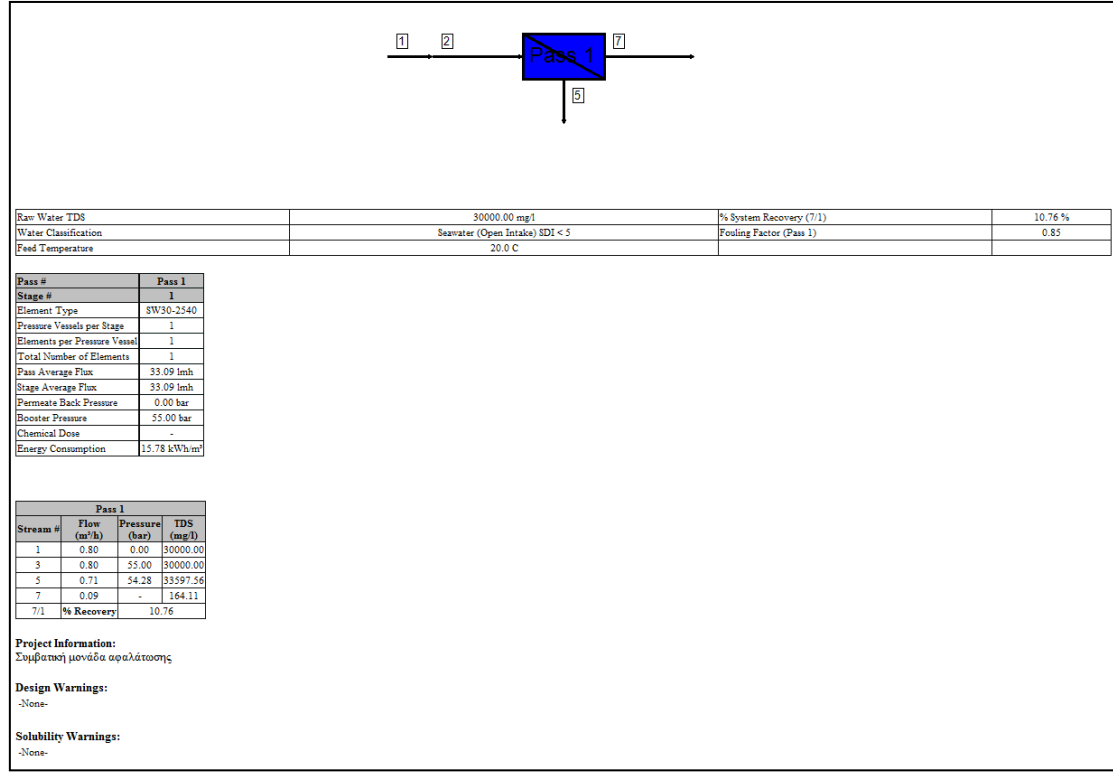 1 2 Pass 1 7
5
Raw Water TDS 30000.00 mg/l % System Recovery (7/1) 10.76 %
Water Classification Seawater (Open Intake) SDI < 5 Fouling Factor (Pass 1) 0.85
Feed Temperature 20.0 C
Pass # Pass 1
Stage # 1
Element Type SW30-2540
Pressure Vessels per Stage 1
Elements per Pressure Vessel 1
Total Number of Elements 1
Pass Average Flux 33.09 lmh
Stage Average Flux 33.09 lmh
Permeate Back Pressure 0.00 bar
Booster Pressure 55.00 bar
Chemical Dose -
Energy Consumption 15.78 kWh/m³
Pass 1
Stream # Flow Pressure TDS
(m³/h) (bar) (mg/l)
1 0.80 0.00 30000.00
3 0.80 55.00 30000.00
5 0.71 54.28 33597.56
7 0.09 - 164.11
7/1 % Recovery 10.76
Project Information:
Συμβατική μονάδα αφαλάτωσης
Design Warnings:
-None-
Solubility Warnings:
-None-